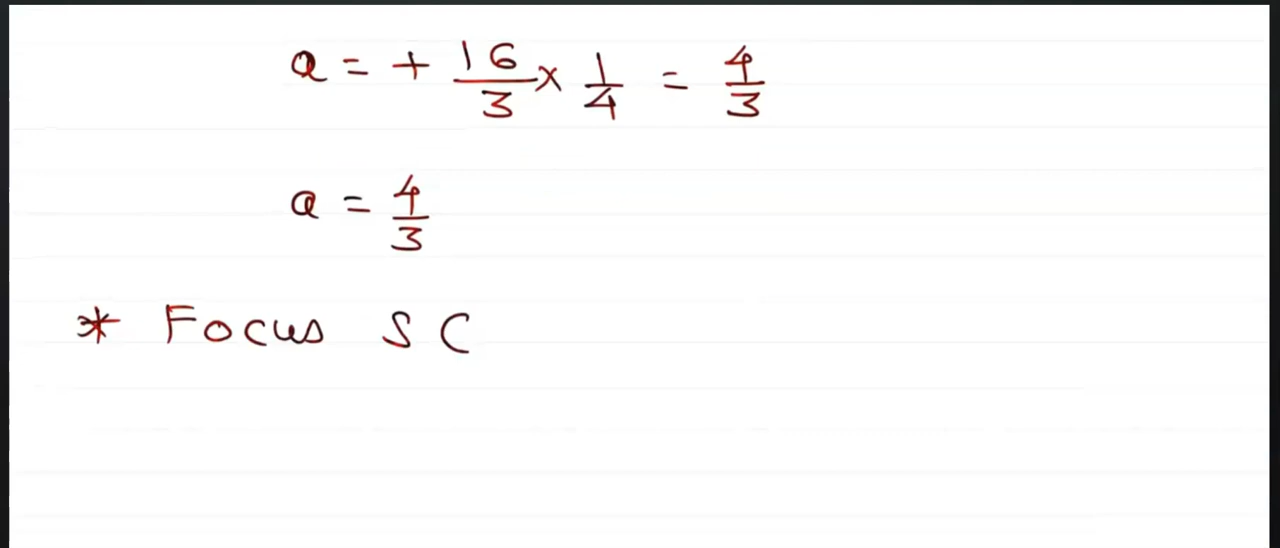 a = + 16/3 × 1/4 = 4/3
a = 4/3
* Focus S (